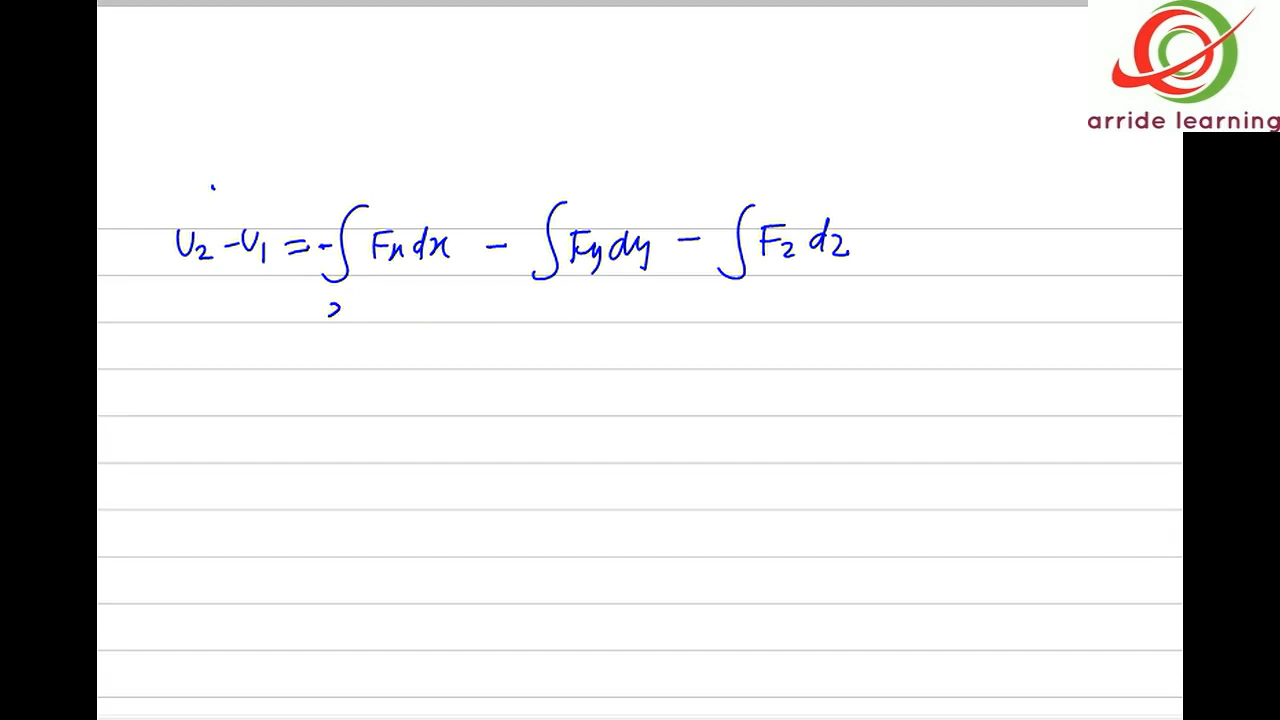 arride learning
U₂ - U₁ = -∫ Fx dx - ∫ Fy dy - ∫ Fz dz